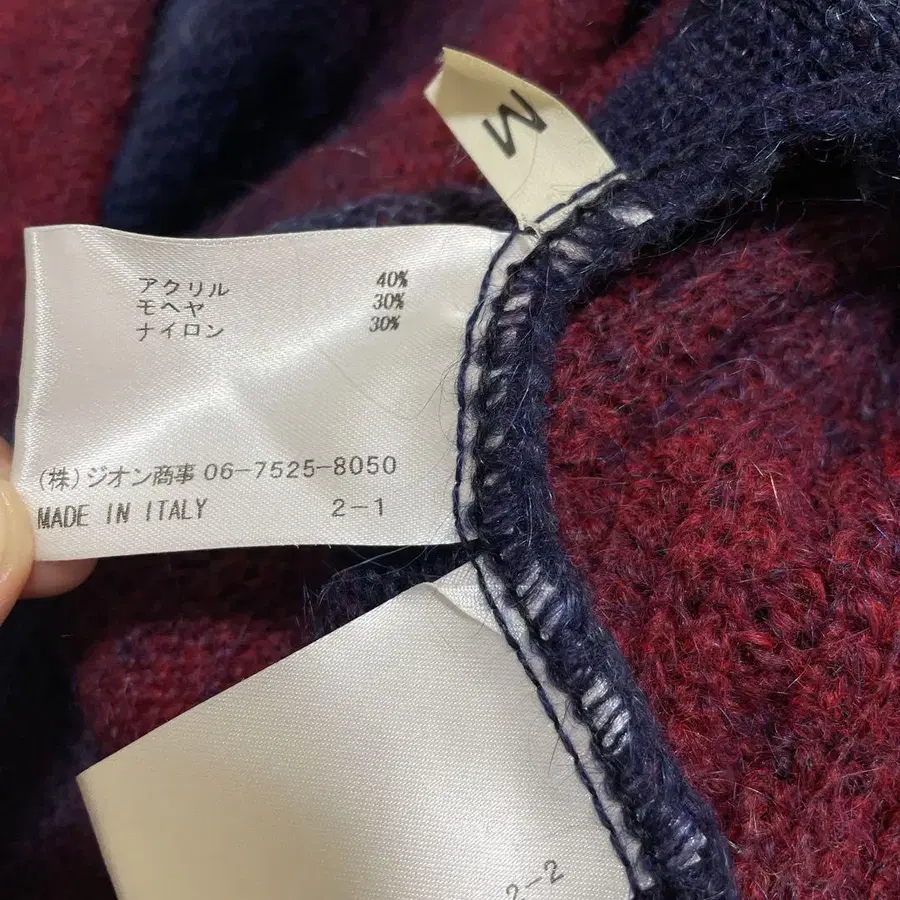 M
アクリル 40%
モヘヤ 30%
ナイロン 30%
(株)ジオン商事 06-7525-8050
MADE IN ITALY 2-1
2-2